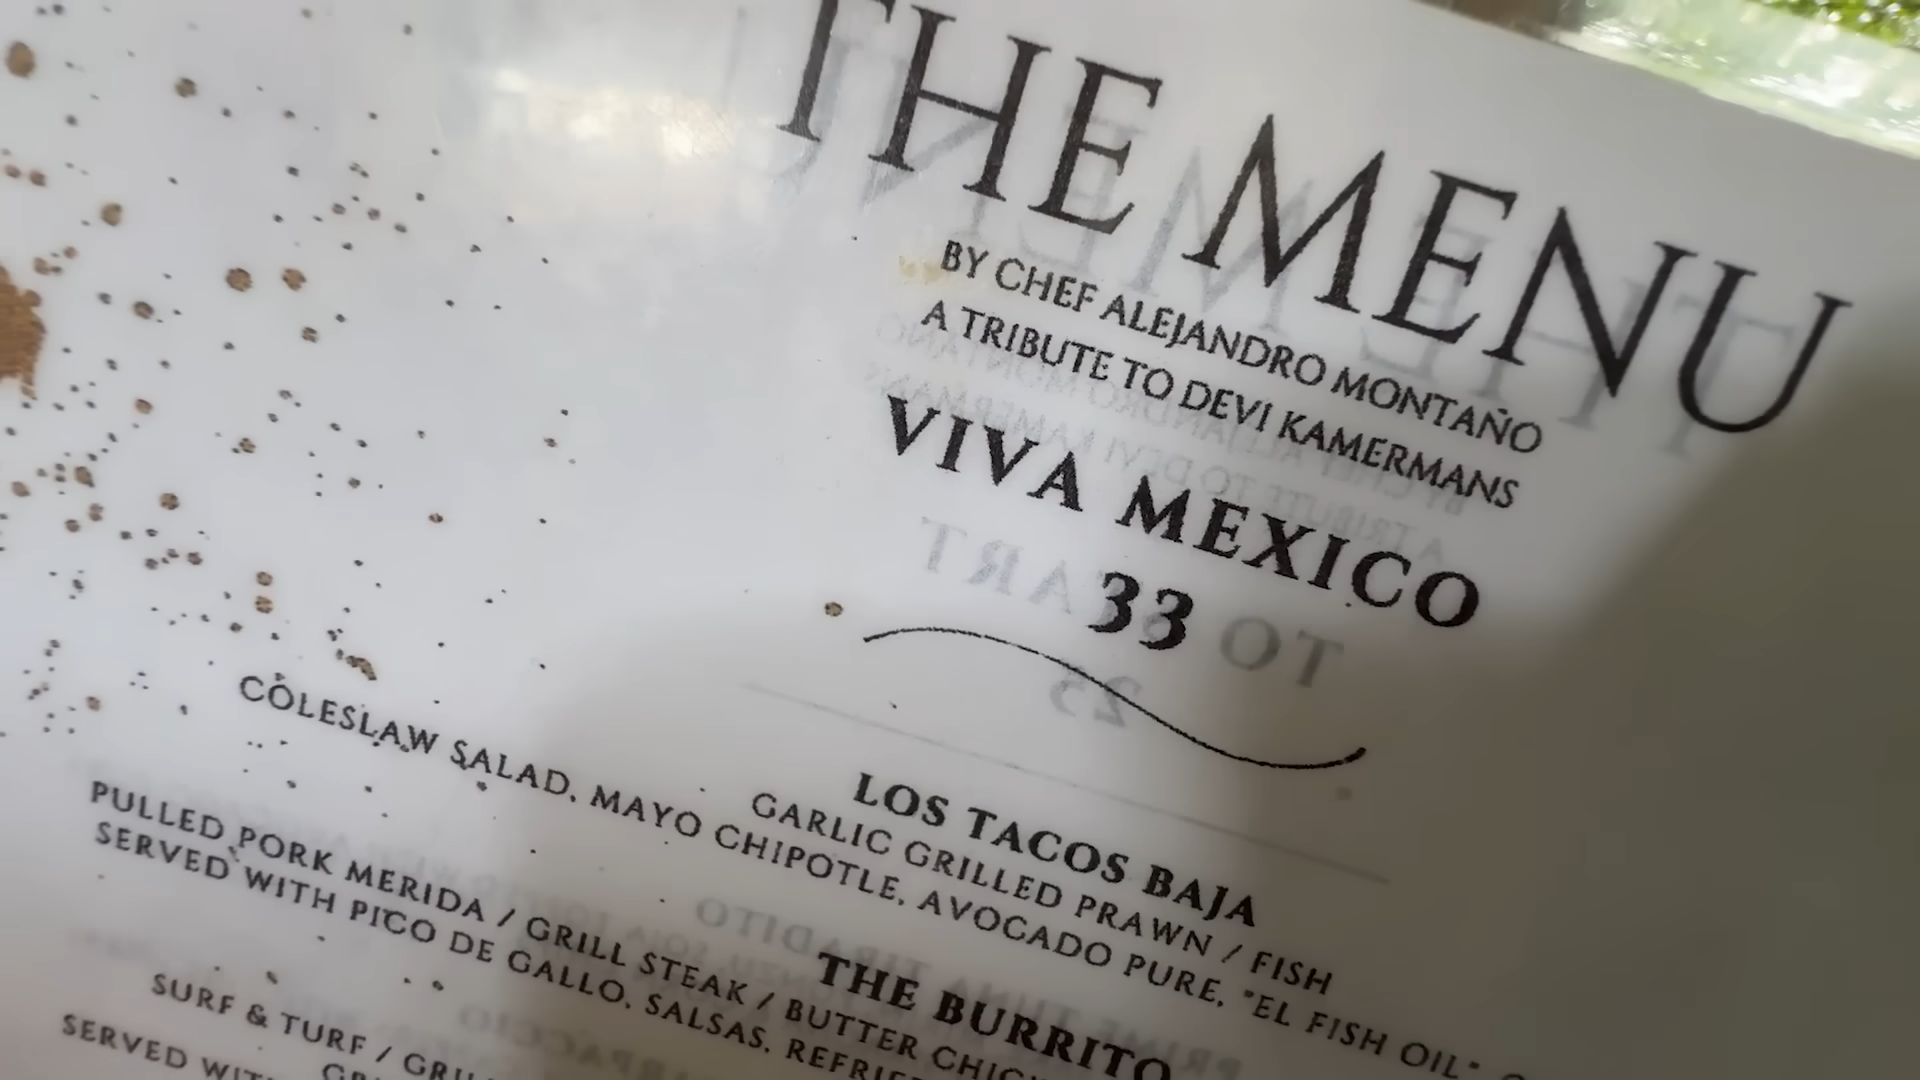 THE MENU
BY CHEF ALEJANDRO MONTAÑO
A TRIBUTE TO DEVI KAMERMANS
VIVA MEXICO
33
LOS TACOS BAJA
GARLIC GRILLED PRAWN / FISH
COLESLAW SALAD, MAYO CHIPOTLE, AVOCADO PURE, "EL FISH OIL"
THE BURRITO
PULLED PORK MERIDA / GRILL STEAK / BUTTER
SERVED WITH PICO DE GALLO, SALSAS,
SURF & TURF /
SERVED